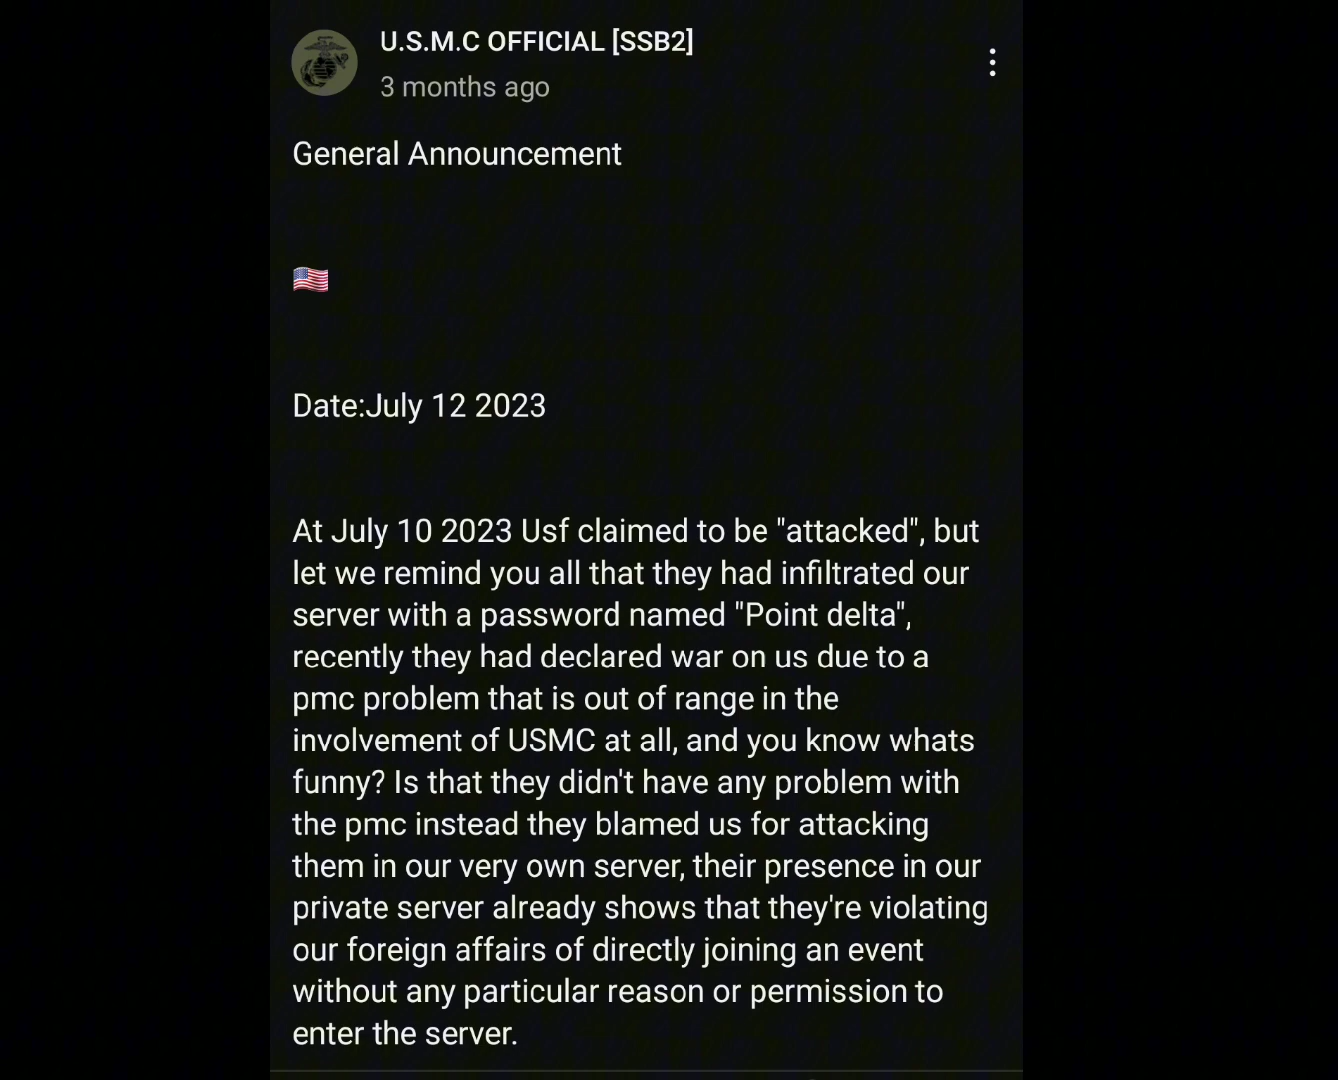 U.S.M.C OFFICIAL [SSB2]
3 months ago
General Announcement
🇺🇸
Date:July 12 2023
At July 10 2023 Usf claimed to be "attacked", but
let we remind you all that they had infiltrated our
server with a password named "Point delta",
recently they had declared war on us due to a
pmc problem that is out of range in the
involvement of USMC at all, and you know whats
funny? Is that they didn't have any problem with
the pmc instead they blamed us for attacking
them in our very own server, their presence in our
private server already shows that they're violating
our foreign affairs of directly joining an event
without any particular reason or permission to
enter the server.